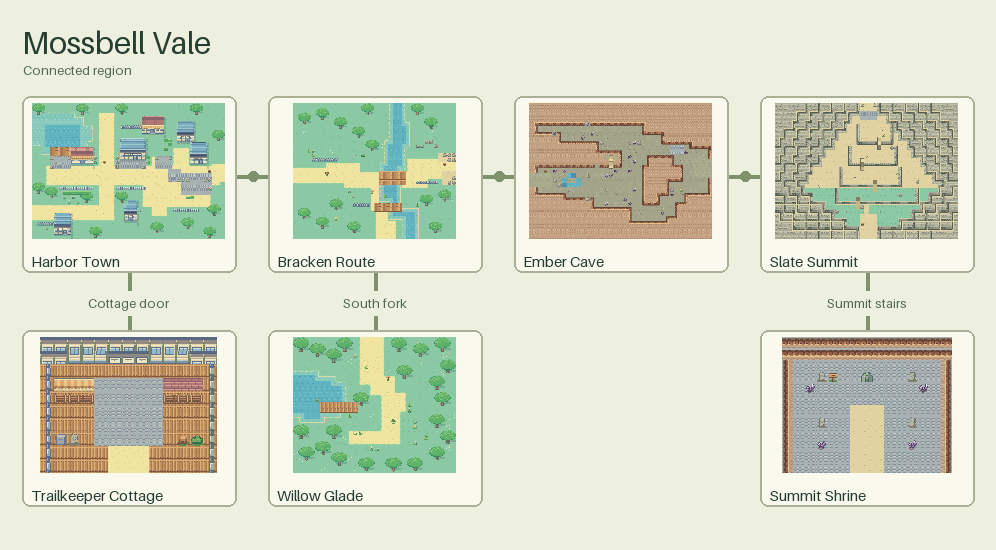 Mossbell Vale
Connected region
Harbor Town
Bracken Route
Ember Cave
Slate Summit
Cottage door
South fork
Summit stairs
Trailkeeper Cottage
Willow Glade
Summit Shrine